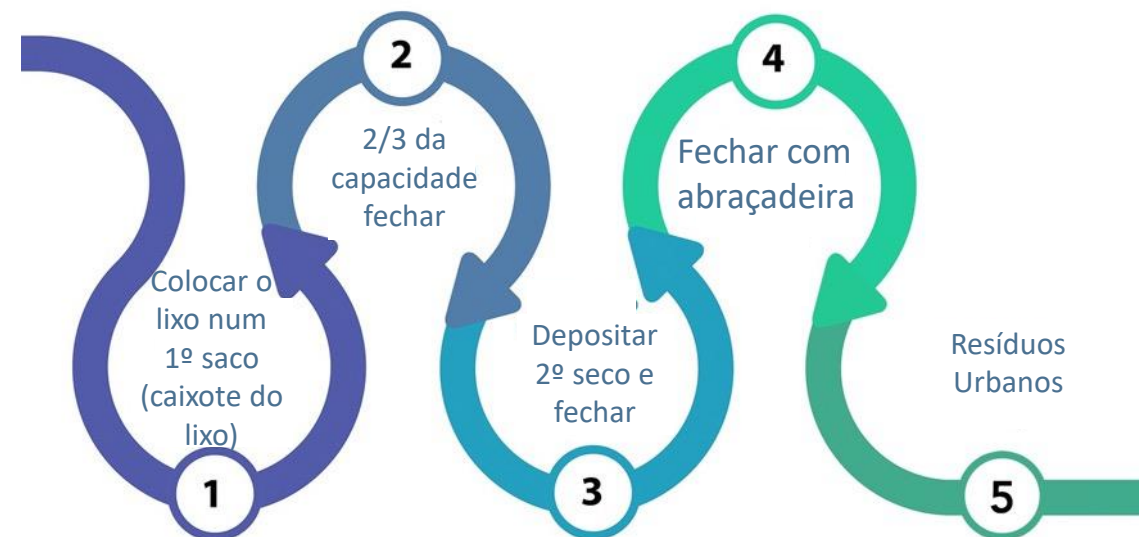 Colocar o
lixo num
1º saco
(caixote do
lixo)
1
2
2/3 da
capacidade
fechar
Depositar
2º seco e
fechar
3
4
Fechar com
abraçadeira
Resíduos
Urbanos
5